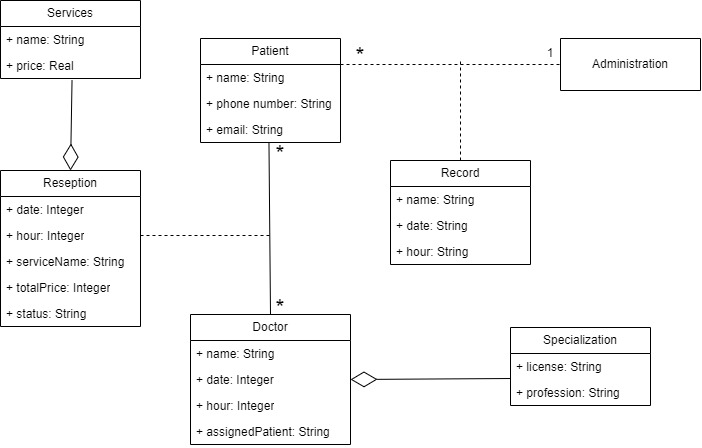 Services
+ name: String
+ price: Real
Patient
+ name: String
+ phone number: String
+ email: String
*
1
Administration
*
Record
+ name: String
+ date: String
+ hour: String
Reseption
+ date: Integer
+ hour: Integer
+ serviceName: String
+ totalPrice: Integer
+ status: String
*
Doctor
+ name: String
+ date: Integer
+ hour: Integer
+ assignedPatient: String
Specialization
+ license: String
+ profession: String